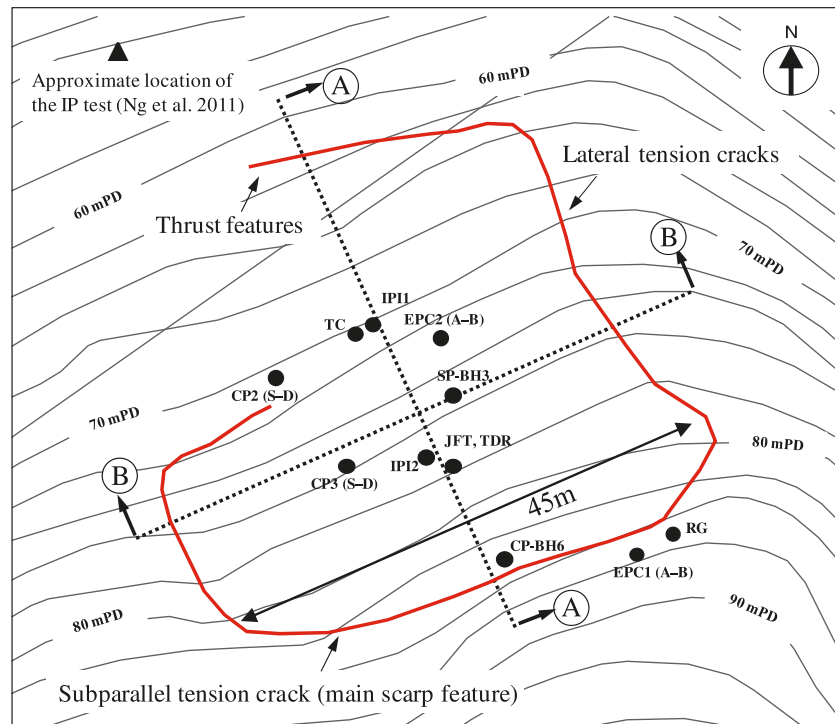 N
A
60 mPD
Approximate location of
the IP test (Ng et al. 2011)
Lateral tension cracks
60 mPD
Thrust features
B
70 mPD
IPI1
TC
EPC2 (A–B)
CP2 (S–D)
SP-BH3
70 mPD
JFT, TDR
80 mPD
B
CP3 (S–D)
IPI2
45m
RG
CP-BH6
EPC1 (A–B)
A
90 mPD
80 mPD
Subparallel tension crack (main scarp feature)